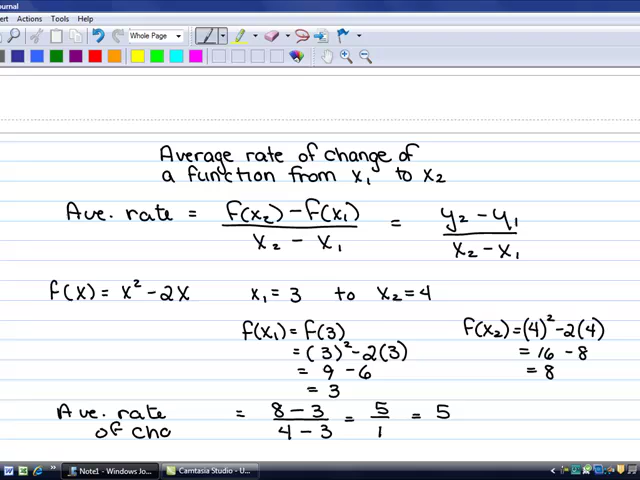 ournal
ert Actions Tools Help
Whole Page
Average rate of change of
a function from x₁ to x₂
Ave. rate = f(x₂) – f(x₁) / x₂ – x₁ = y₂ – y₁ / x₂ – x₁
f(x) = x² – 2x x₁ = 3 to x₂ = 4
f(x₁) = f(3) f(x₂) = (4)² – 2(4)
= (3)² – 2(3) = 16 – 8
= 9 – 6 = 8
= 3
Ave. rate = 8 – 3 / 4 – 3 = 5 / 1 = 5
of cha
Note1 - Windows Jo... Camtasia Studio - U...